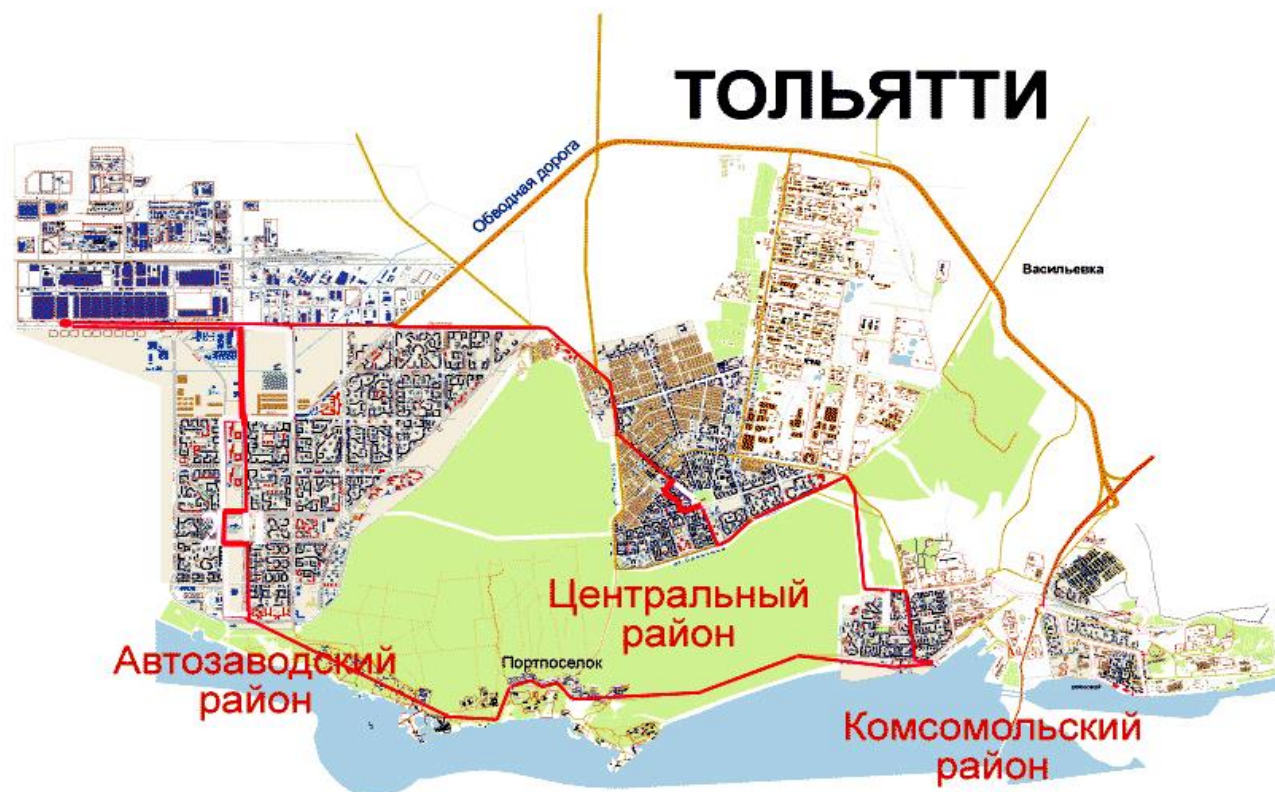 ТОЛЬЯТТИ
Обводная дорога
Васильевка
Центральный
район
Автозаводский
район
Портпоселок
Комсомольский
район